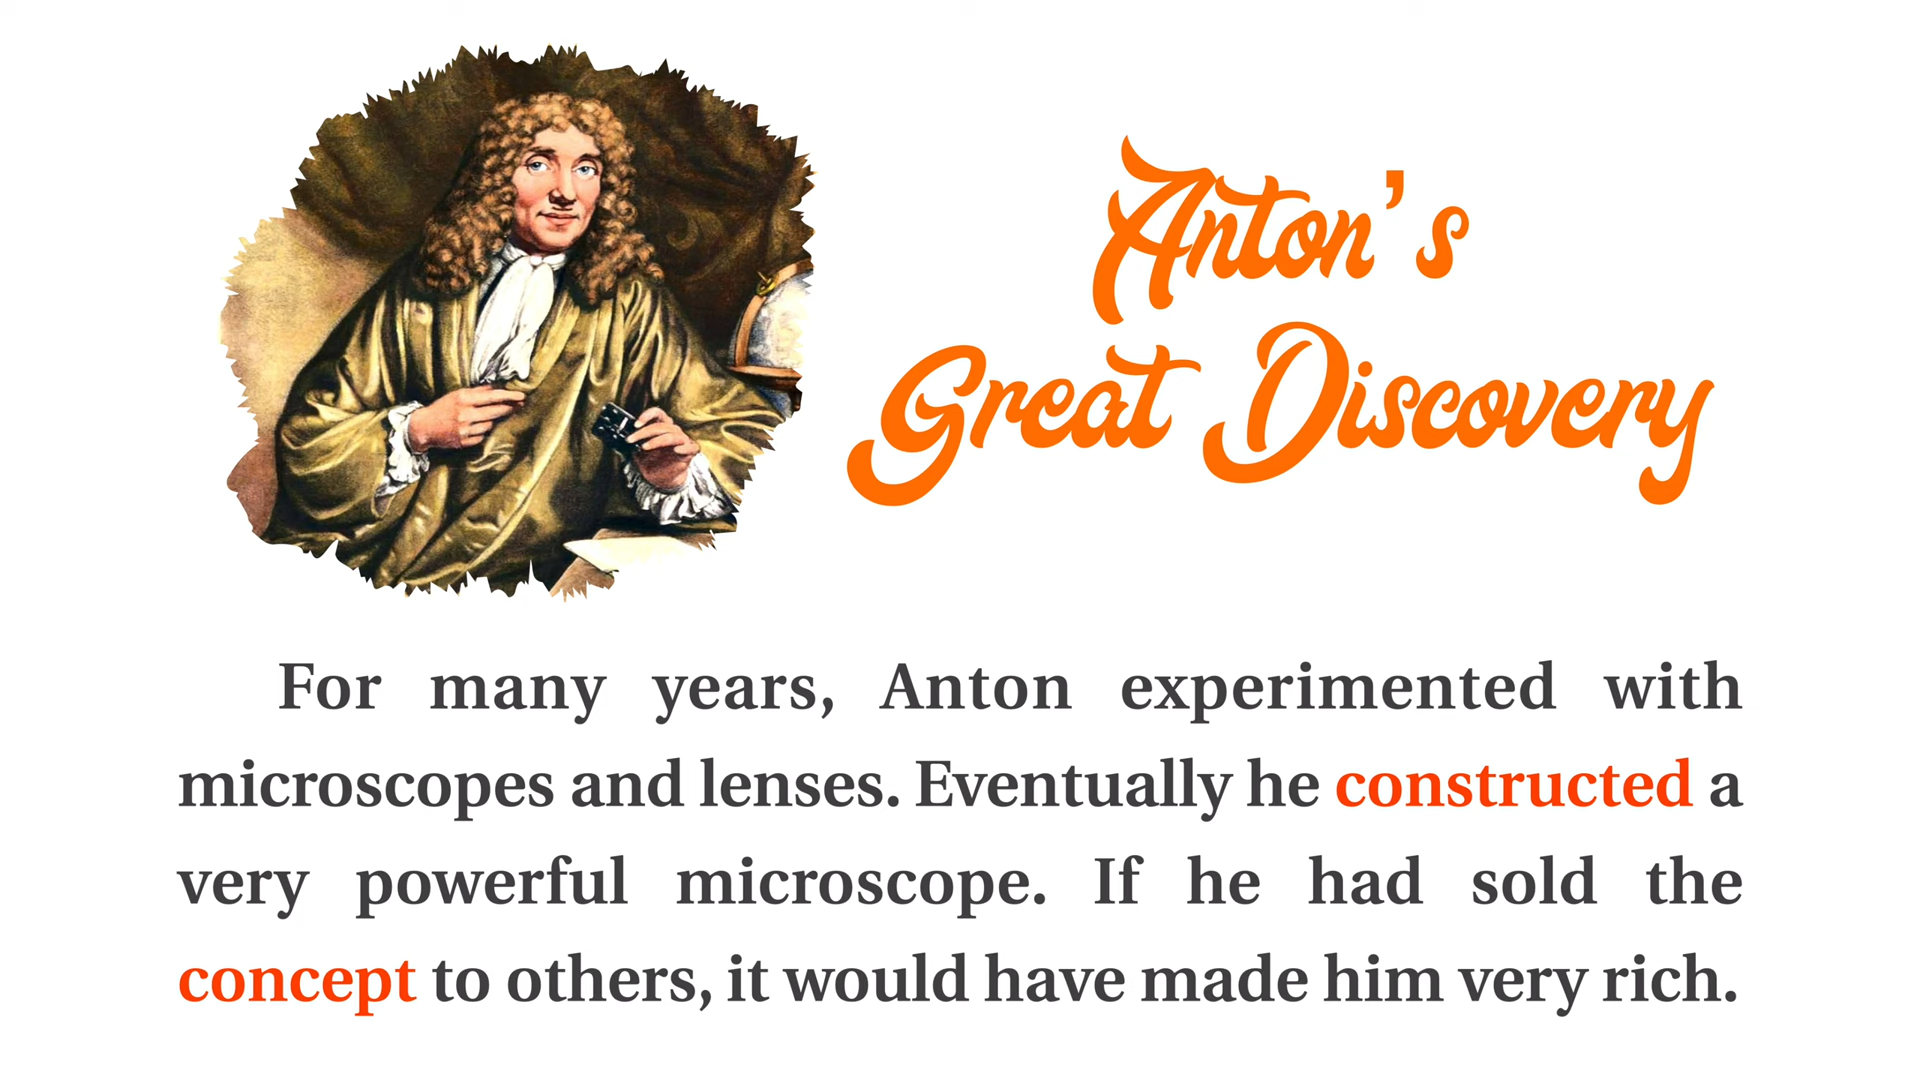 Anton's
Great Discovery
For many years, Anton experimented with
microscopes and lenses. Eventually he constructed a
very powerful microscope. If he had sold the
concept to others, it would have made him very rich.